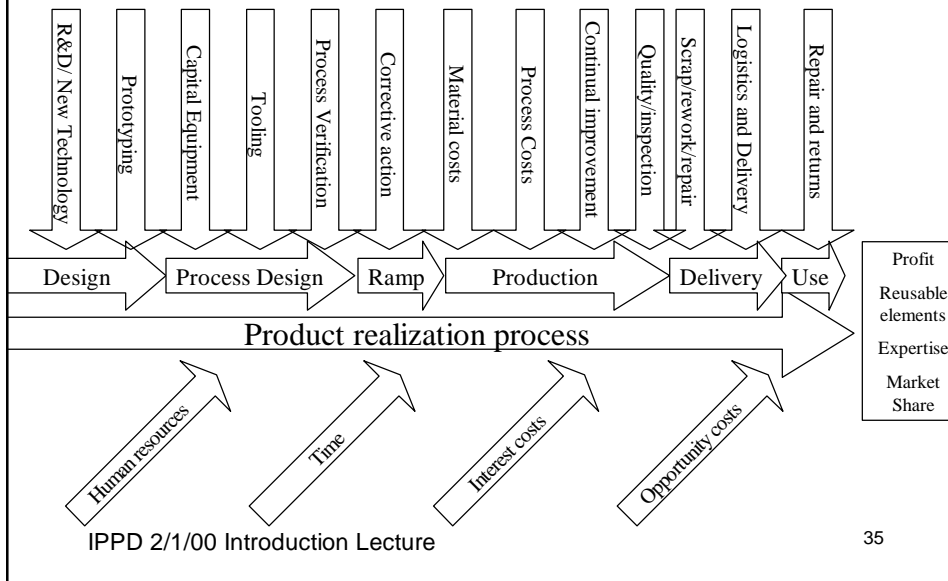 R&D/ New Technology
Prototyping
Capital Equipment
Tooling
Process Verification
Corrective action
Material costs
Process Costs
Continual improvement
Quality/inspection
Scrap/rework/repair
Logistics and Delivery
Repair and returns
Design
Process Design
Ramp
Production
Delivery
Use
Product realization process
Profit
Reusable
elements
Expertise
Market
Share
Human resources
Time
Interest costs
Opportunity costs
IPPD 2/1/00 Introduction Lecture
35